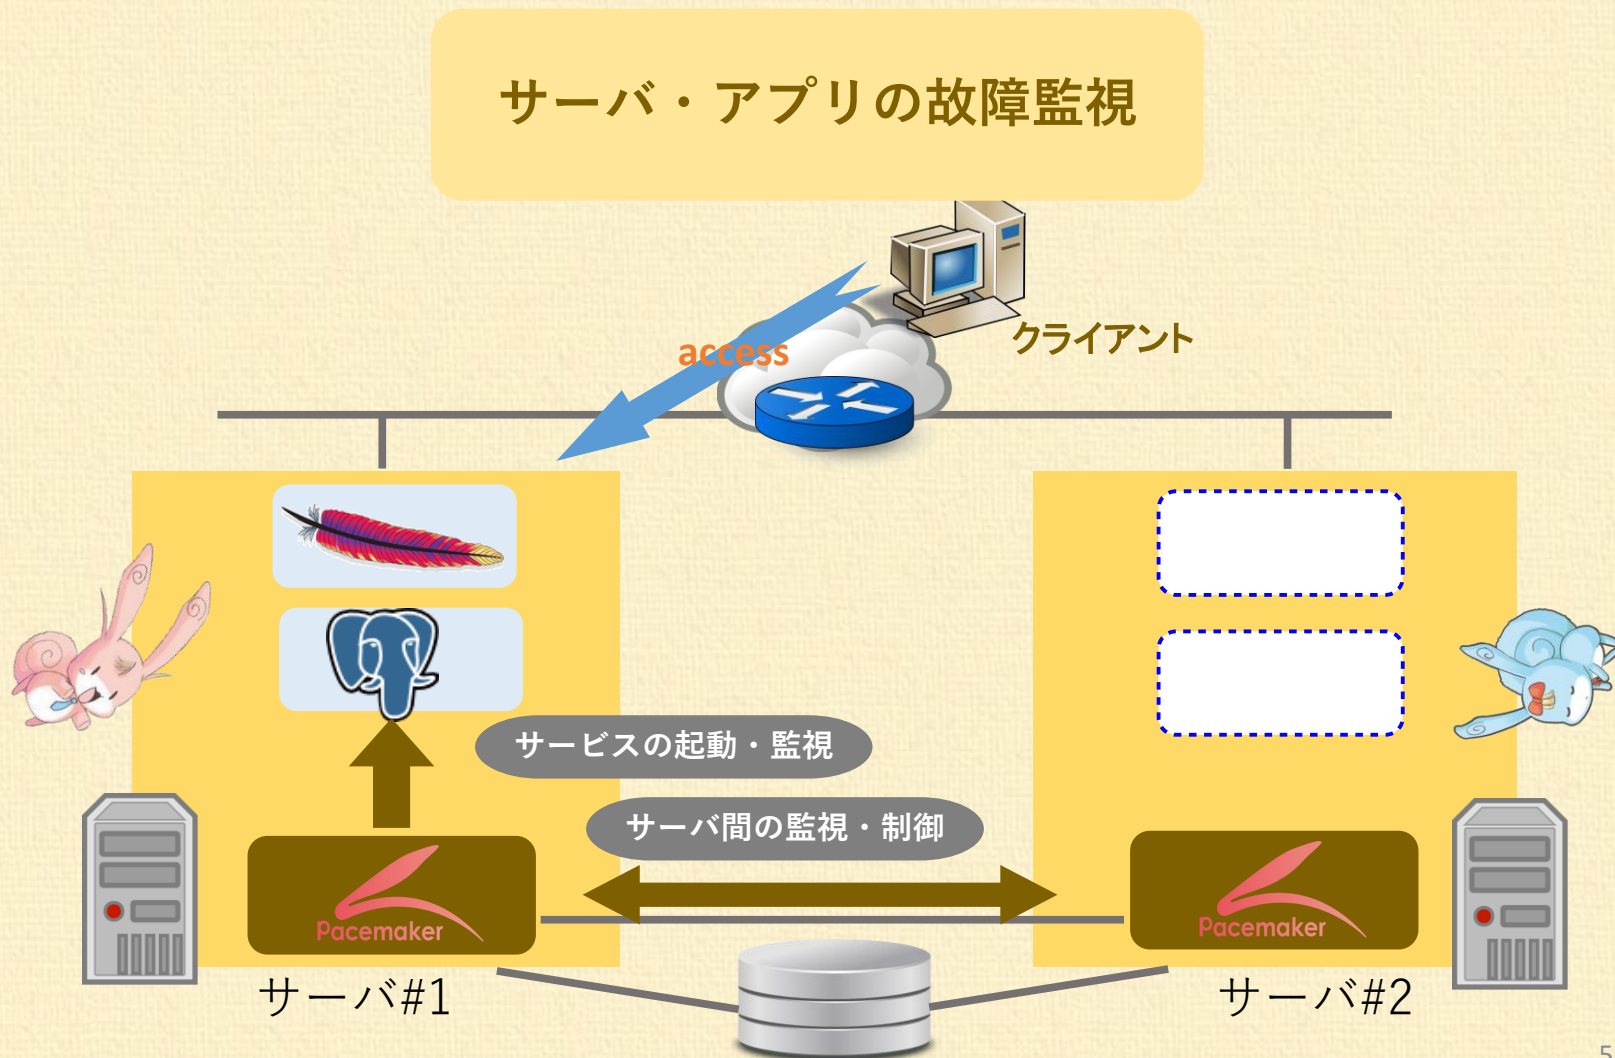 サーバ・アプリの故障監視
access
クライアント
サービスの起動・監視
サーバ間の監視・制御
Pacemaker
Pacemaker
サーバ#1
サーバ#2
5